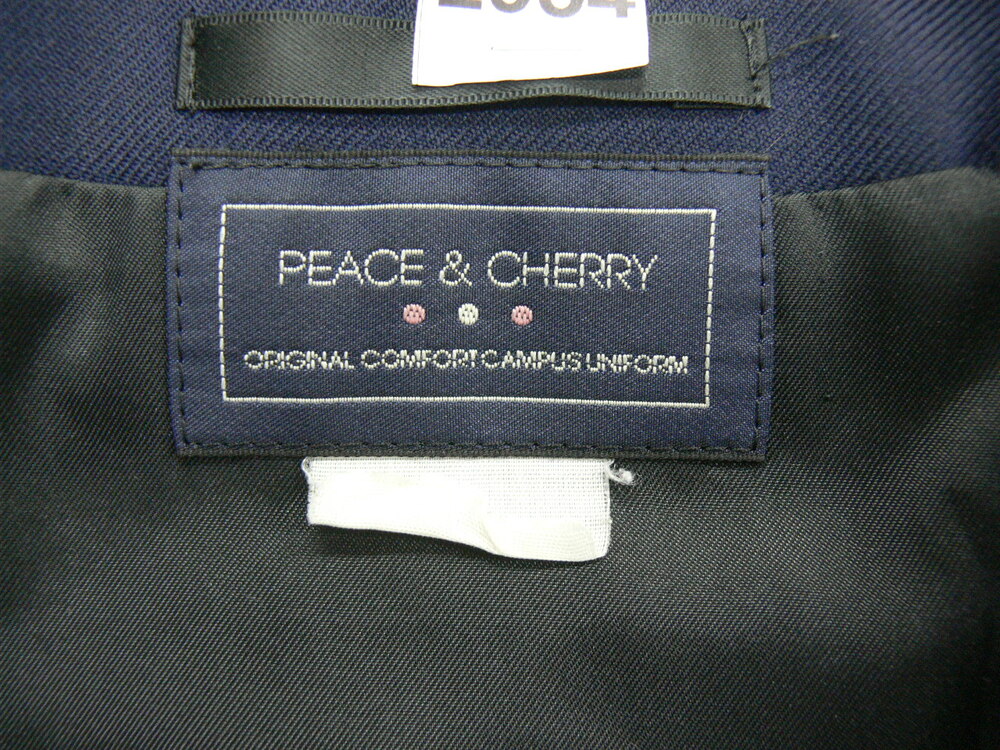 PEACE & CHERRY
ORIGINAL COMFORT CAMPUS UNIFORM